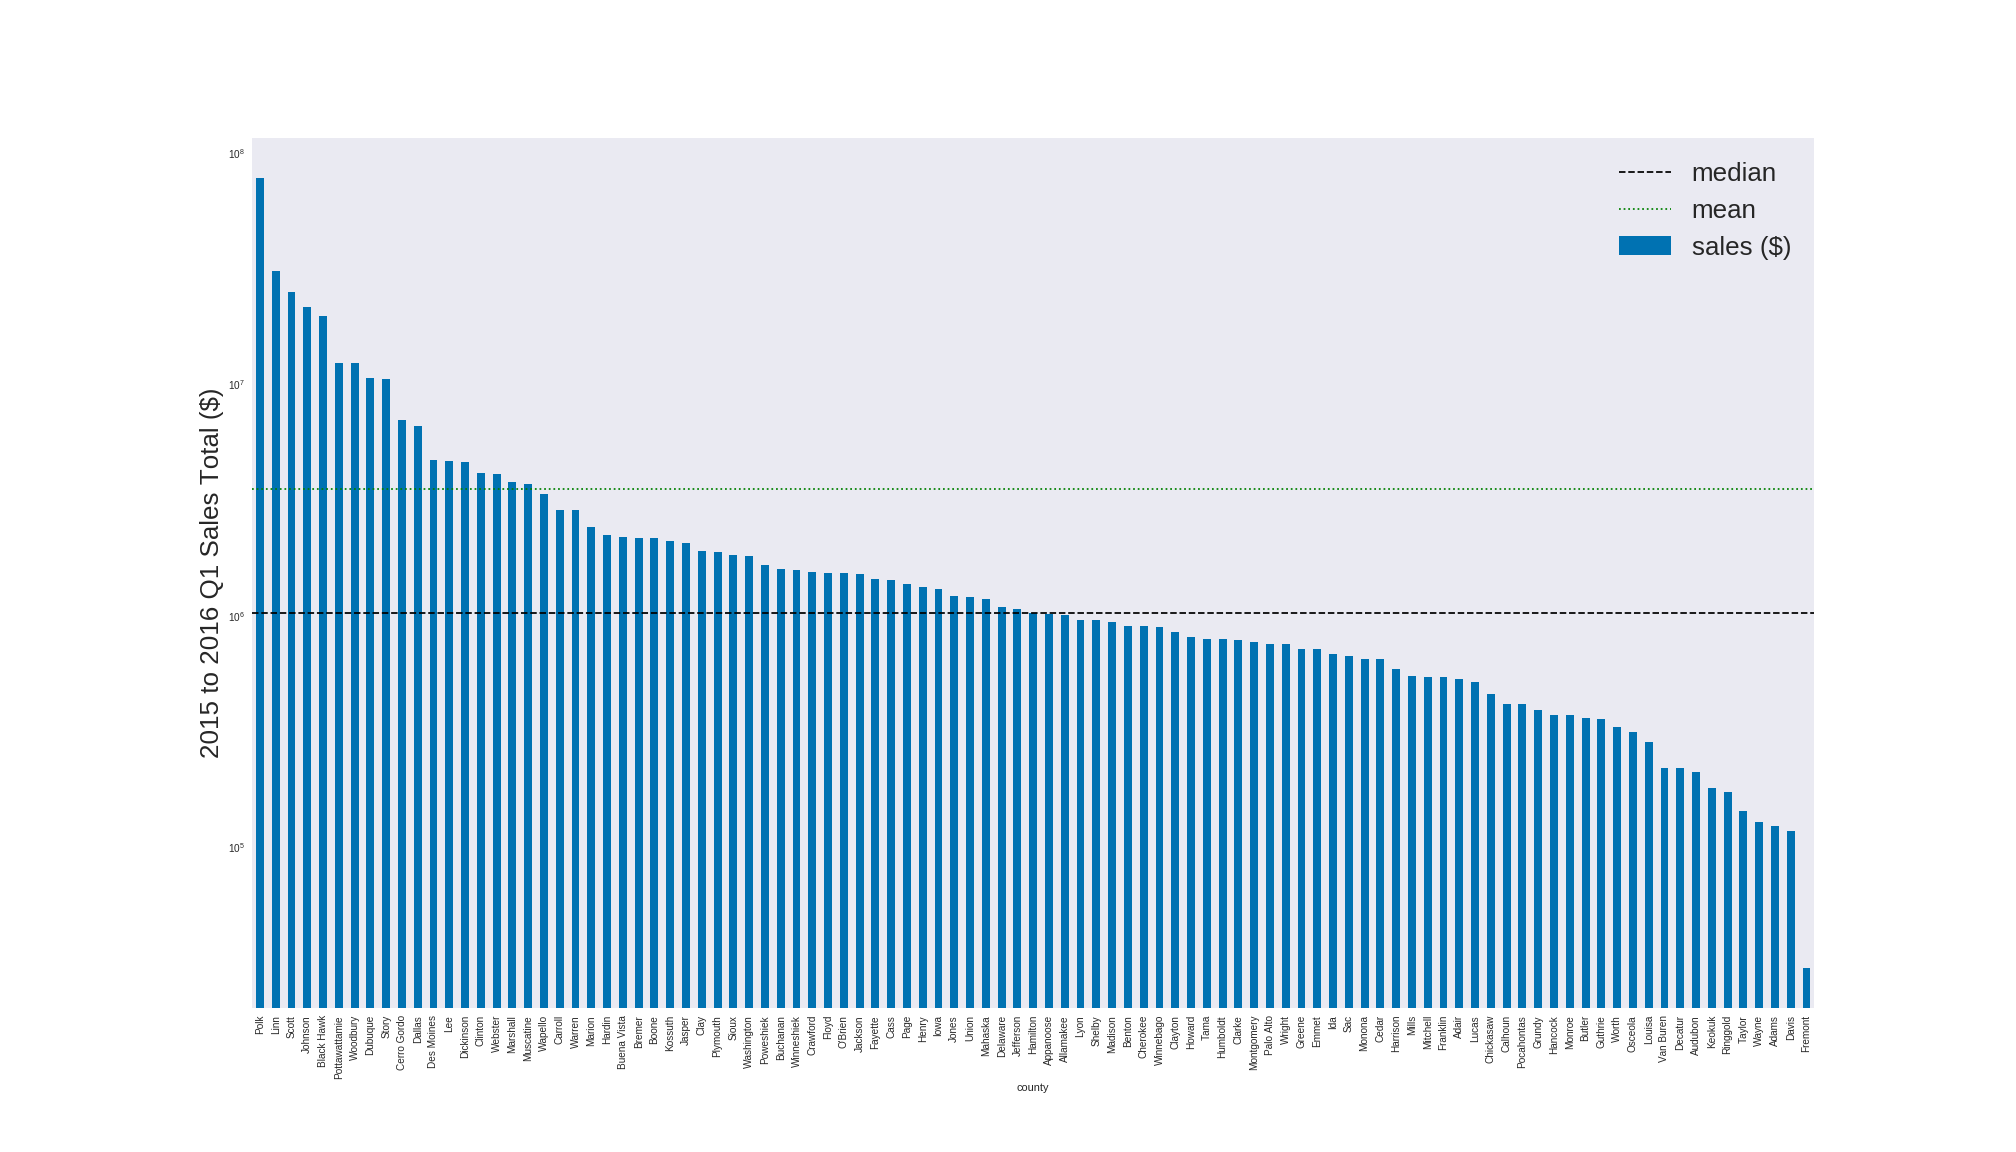 10⁸
10⁷
10⁶
10⁵
2015 to 2016 Q1 Sales Total ($)
median
mean
sales ($)
Polk
Linn
Scott
Johnson
Black Hawk
Pottawattamie
Woodbury
Dubuque
Story
Cerro Gordo
Dallas
Des Moines
Lee
Dickinson
Clinton
Webster
Marshall
Muscatine
Wapello
Carroll
Warren
Marion
Hardin
Buena Vista
Bremer
Boone
Kossuth
Jasper
Clay
Plymouth
Sioux
Washington
Poweshiek
Buchanan
Winneshiek
Crawford
Floyd
O'Brien
Jackson
Fayette
Cass
Page
Henry
Iowa
Jones
Union
Mahaska
Delaware
Jefferson
Hamilton
Appanoose
Allamakee
Lyon
Shelby
Madison
Benton
Cherokee
Winnebago
Clayton
Howard
Tama
Humboldt
Clarke
Montgomery
Palo Alto
Wright
Greene
Emmet
Ida
Sac
Monona
Cedar
Harrison
Mills
Mitchell
Franklin
Adair
Lucas
Chickasaw
Calhoun
Pocahontas
Grundy
Hancock
Monroe
Butler
Guthrie
Worth
Osceola
Louisa
Van Buren
Decatur
Audubon
Keokuk
Ringgold
Taylor
Wayne
Adams
Davis
Fremont
county